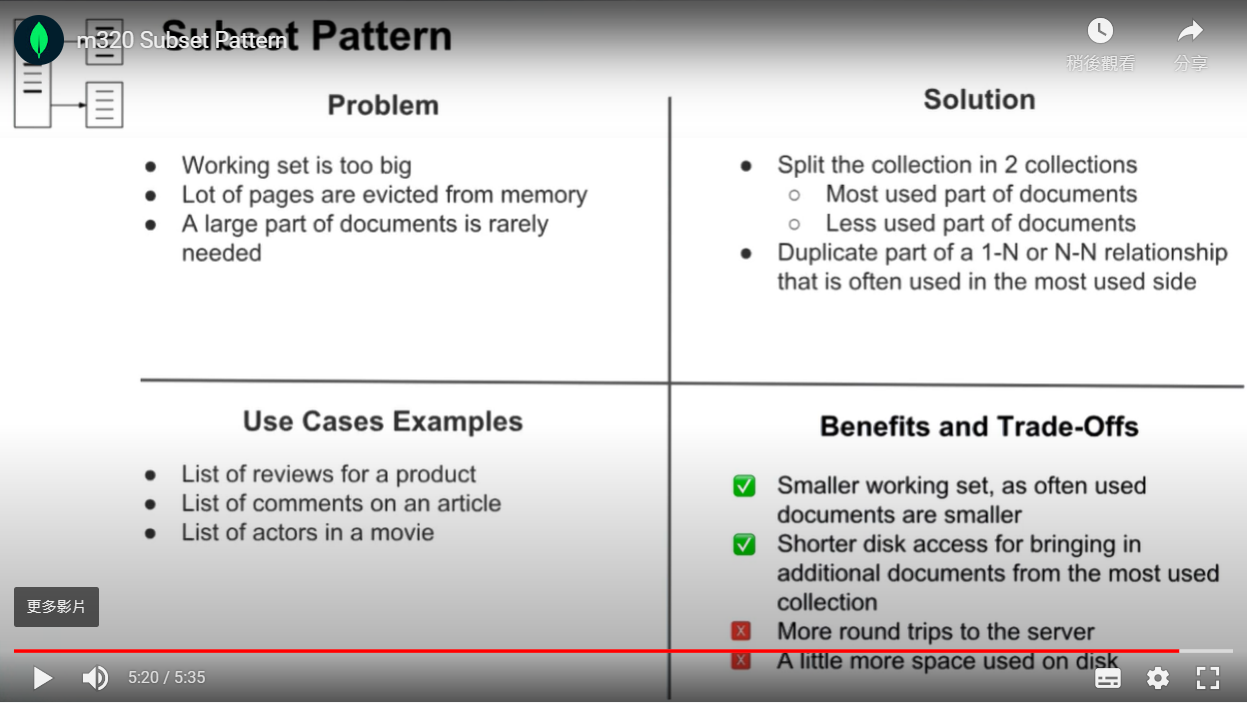 Subset Pattern
m320 Subset Pattern
稍後觀看
分享
Problem
Working set is too big
Lot of pages are evicted from memory
A large part of documents is rarely
needed
Solution
Split the collection in 2 collections
Most used part of documents
Less used part of documents
Duplicate part of a 1-N or N-N relationship
that is often used in the most used side
Use Cases Examples
List of reviews for a product
List of comments on an article
List of actors in a movie
Benefits and Trade-Offs
Smaller working set, as often used
documents are smaller
Shorter disk access for bringing in
additional documents from the most used
collection
More round trips to the server
A little more space used on disk
更多影片
5:20 / 5:35